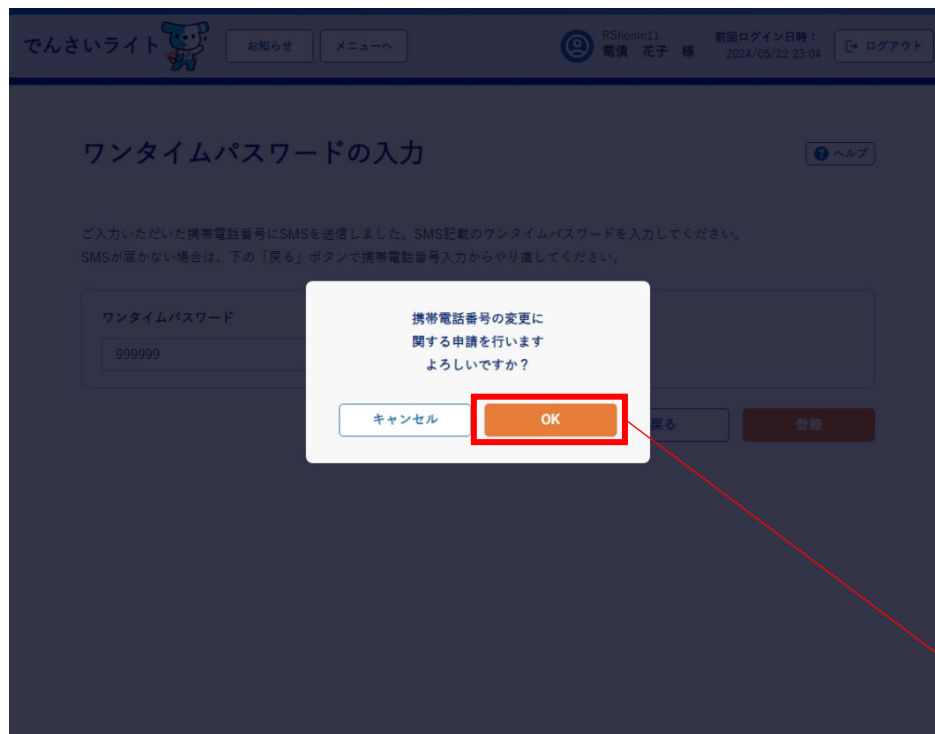 でんさいライト
お知らせ
メニューへ
RShonin11
電債 花子 様
前回ログイン日時：
2024/05/22 23:04
ログアウト
ワンタイムパスワードの入力
ヘルプ
ご入力いただいた携帯電話番号にSMSを送信しました。SMS記載のワンタイムパスワードを入力してください。
SMSが届かない場合は、下の「戻る」ボタンで携帯電話番号入力からやり直してください。
ワンタイムパスワード
999999
携帯電話番号の変更に
関する申請を行います
よろしいですか？
キャンセル
OK
戻る
登録